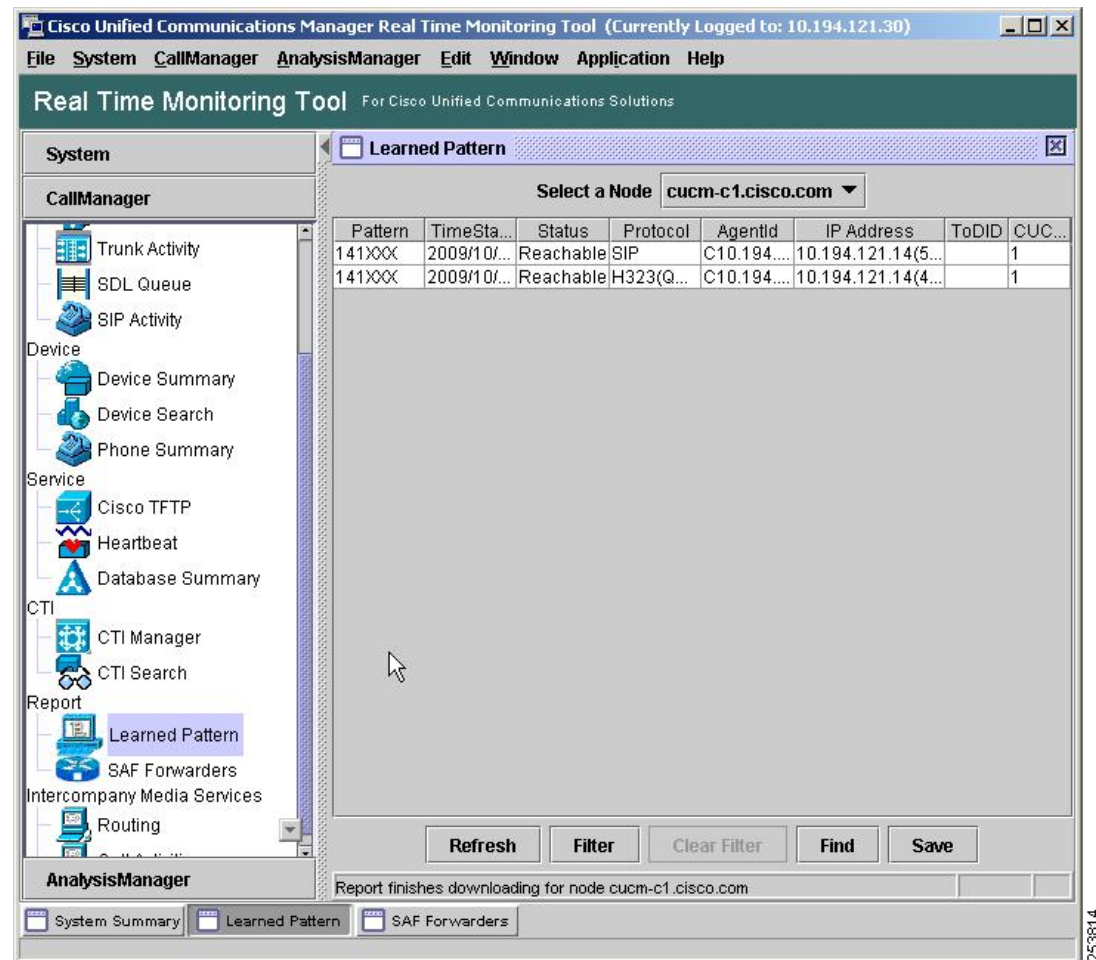 Cisco Unified Communications Manager Real Time Monitoring Tool (Currently Logged to: 10.194.121.30)
File System CallManager AnalysisManager Edit Window Application Help
Real Time Monitoring Tool For Cisco Unified Communications Solutions
System
CallManager
Trunk Activity
SDL Queue
SIP Activity
Device
Device Summary
Device Search
Phone Summary
Service
Cisco TFTP
Heartbeat
Database Summary
CTI
CTI Manager
CTI Search
Report
Learned Pattern
SAF Forwarders
Intercompany Media Services
Routing
AnalysisManager
Learned Pattern
Select a Node cucm-c1.cisco.com
Pattern TimeSta... Status Protocol AgentId IP Address ToDID CUC...
141XXX 2009/10/... Reachable SIP C10.194.... 10.194.121.14(5... 1
141XXX 2009/10/... Reachable H323(Q... C10.194.... 10.194.121.14(4... 1
Refresh Filter Clear Filter Find Save
Report finishes downloading for node cucm-c1.cisco.com
System Summary Learned Pattern SAF Forwarders
253814